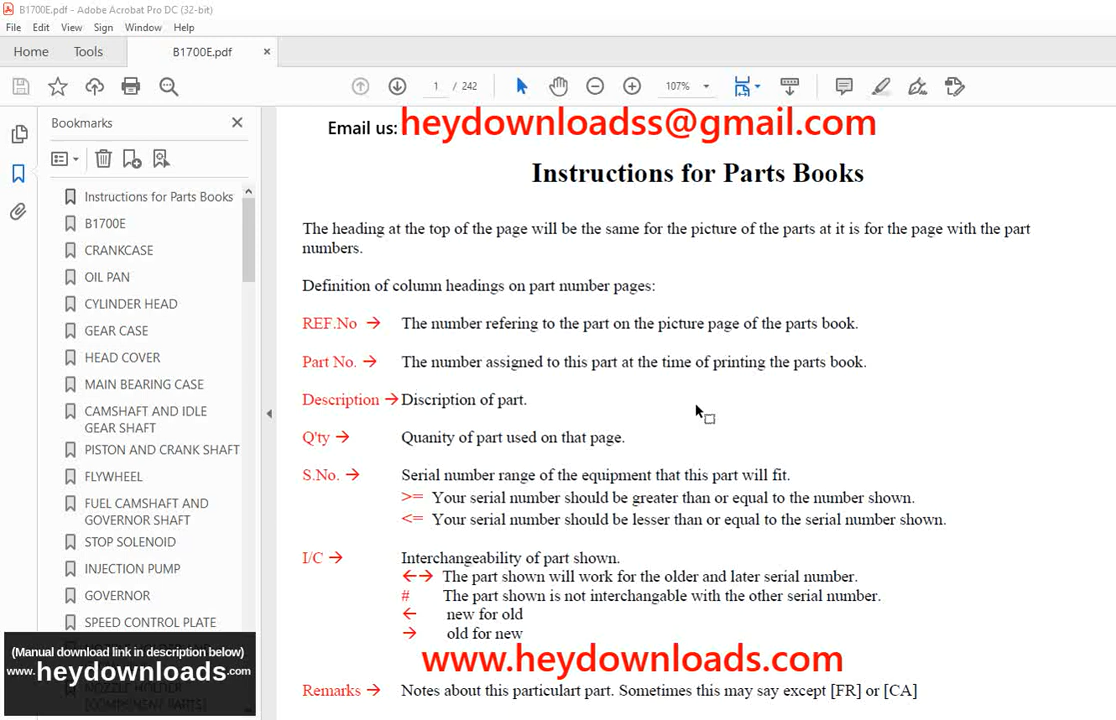 B1700E.pdf - Adobe Acrobat Pro DC (32-bit)
File Edit View Sign Window Help
Home Tools B1700E.pdf ×
1 / 242 107%
Bookmarks
Instructions for Parts Books
B1700E
CRANKCASE
OIL PAN
CYLINDER HEAD
GEAR CASE
HEAD COVER
MAIN BEARING CASE
CAMSHAFT AND IDLE
GEAR SHAFT
PISTON AND CRANK SHAFT
FLYWHEEL
FUEL CAMSHAFT AND
GOVERNOR SHAFT
STOP SOLENOID
INJECTION PUMP
GOVERNOR
SPEED CONTROL PLATE
NOZZLE HOLDER
[COMPONENT PARTS]
(Manual download link in description below)
www.heydownloads.com
Email us: heydownloadss@gmail.com
Instructions for Parts Books
The heading at the top of the page will be the same for the picture of the parts at it is for the page with the part
numbers.
Definition of column headings on part number pages:
REF.No → The number refering to the part on the picture page of the parts book.
Part No. → The number assigned to this part at the time of printing the parts book.
Description → Discription of part.
Q'ty → Quanity of part used on that page.
S.No. → Serial number range of the equipment that this part will fit.
>= Your serial number should be greater than or equal to the number shown.
<= Your serial number should be lesser than or equal to the serial number shown.
I/C → Interchangeability of part shown.
←→ The part shown will work for the older and later serial number.
# The part shown is not interchangable with the other serial number.
← new for old
→ old for new
www.heydownloads.com
Remarks → Notes about this particulart part. Sometimes this may say except [FR] or [CA]